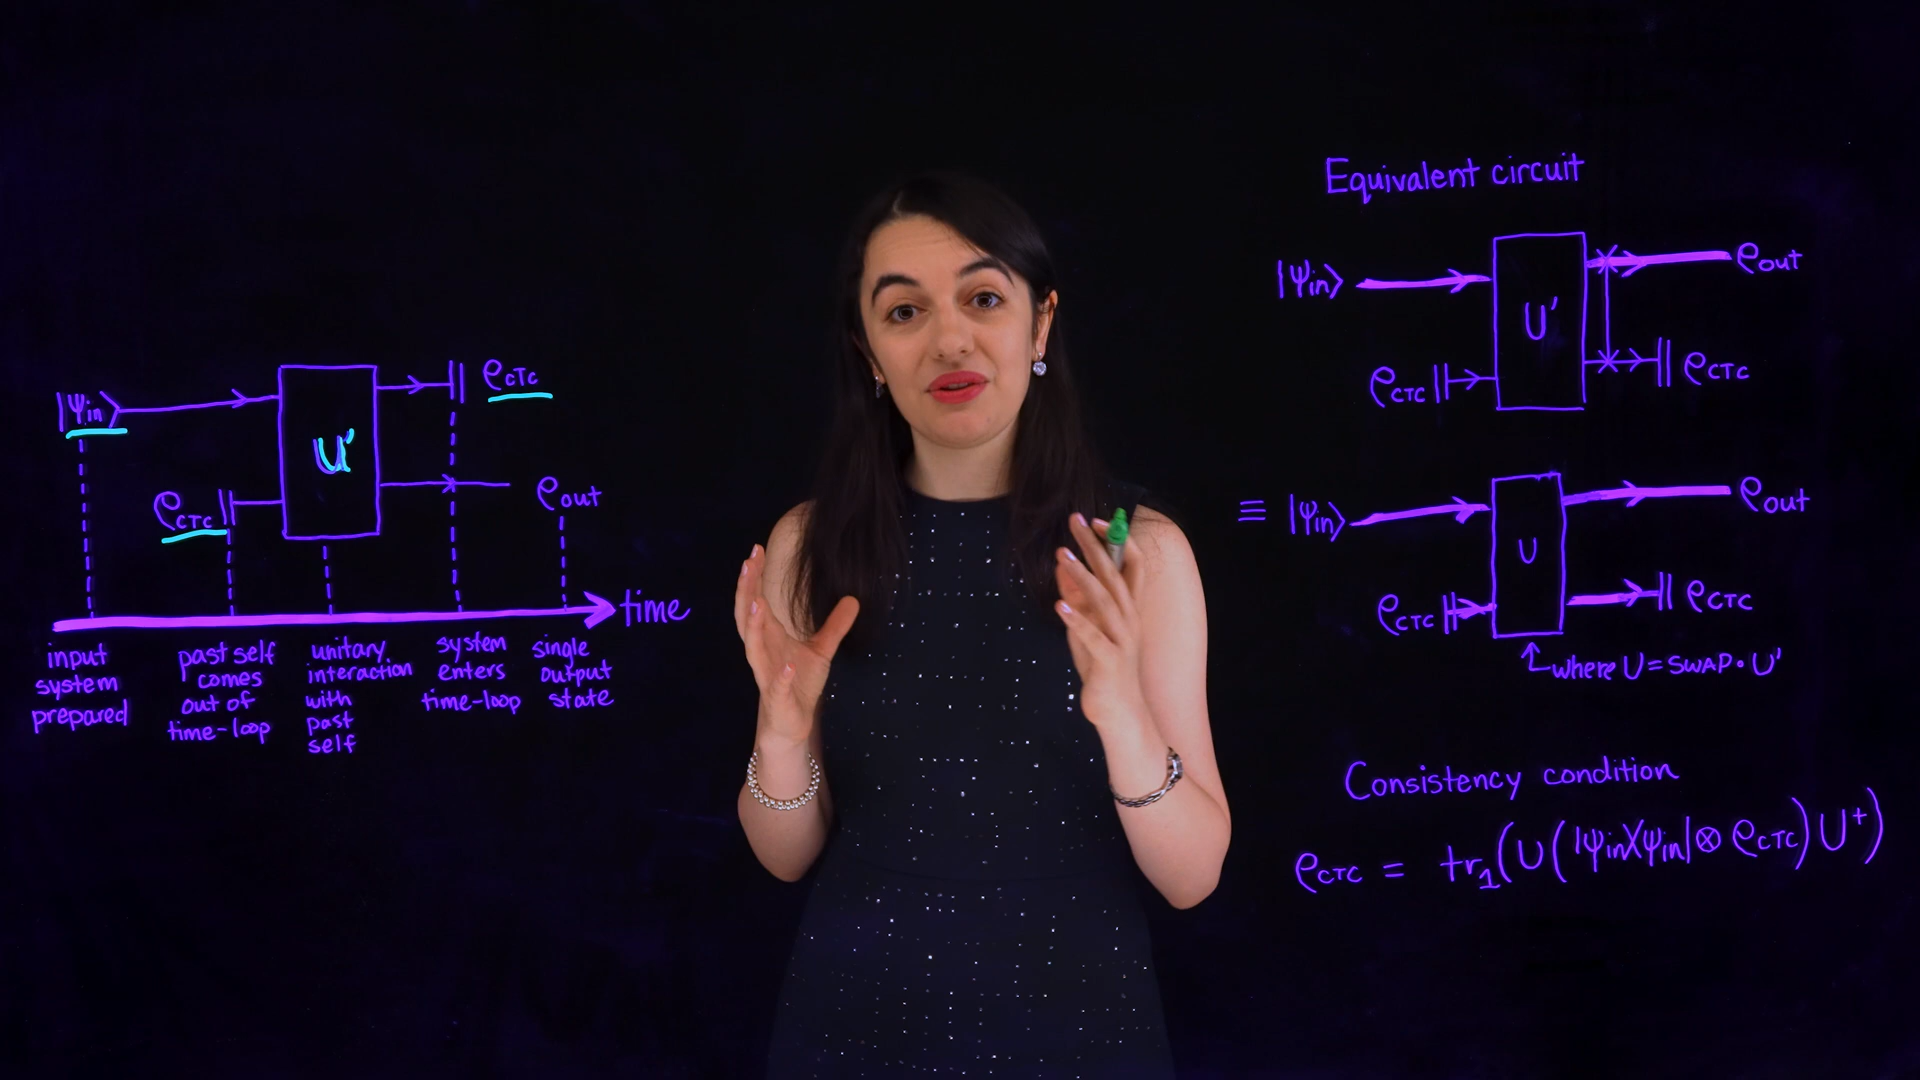 |ψin⟩
ρCTC
U'
ρCTC
ρout
time
input
system
prepared
past self
comes
out of
time-loop
unitary
interaction
with
past
self
system
enters
time-loop
single
output
state
Equivalent circuit
|ψin⟩
U'
ρout
ρCTC
ρCTC
≡ |ψin⟩
U
ρout
ρCTC
ρCTC
where U = SWAP • U'
Consistency condition
ρCTC = tr₁(U(|ψin⟩⟨ψin| ⊗ ρCTC)U†)